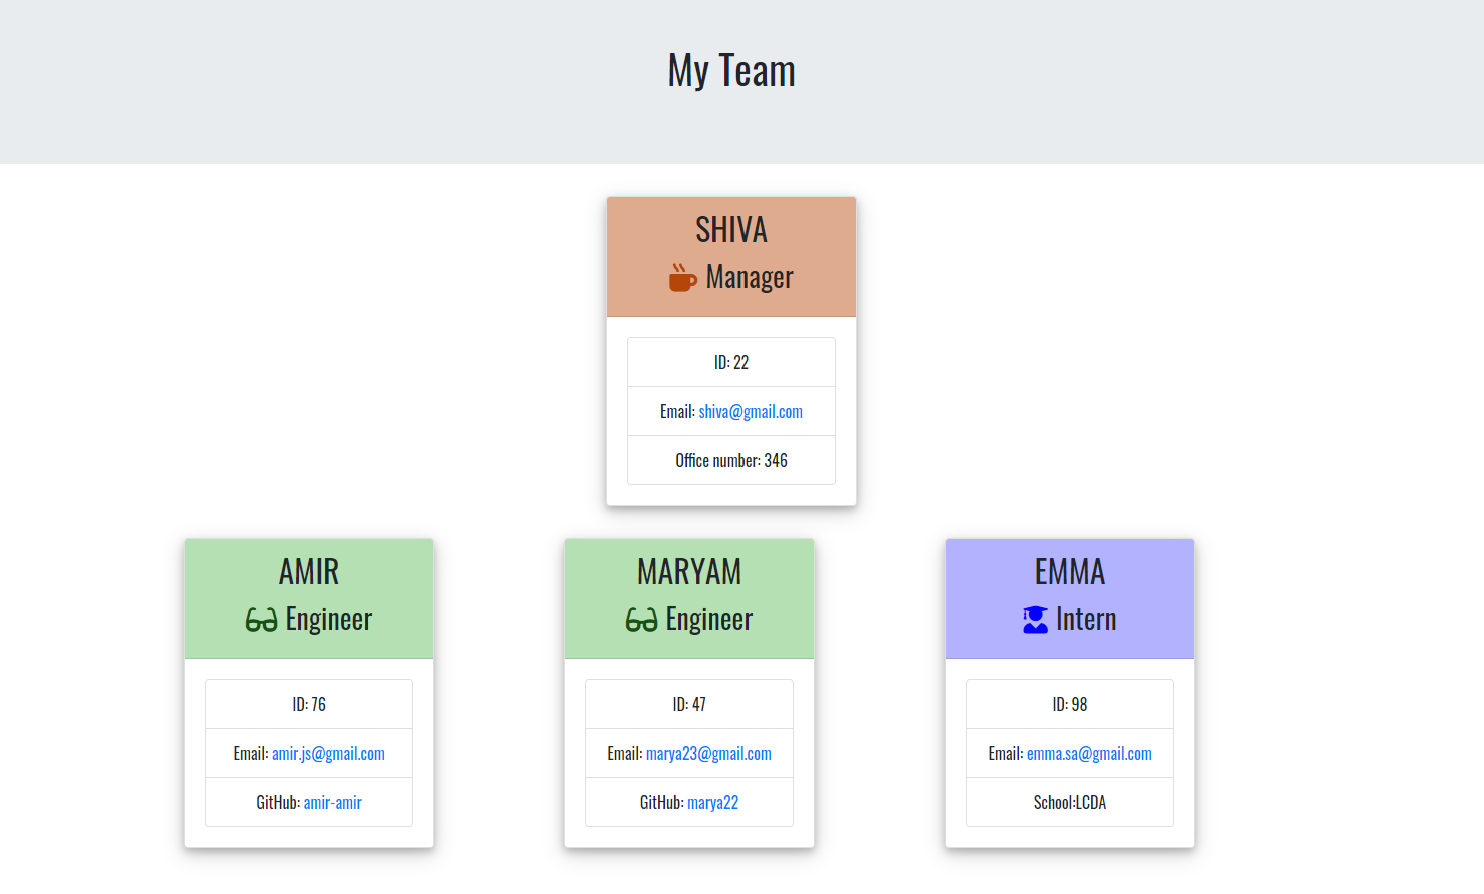 My Team
SHIVA
Manager
ID: 22
Email: shiva@gmail.com
Office number: 346
AMIR
Engineer
ID: 76
Email: amir.js@gmail.com
GitHub: amir-amir
MARYAM
Engineer
ID: 47
Email: marya23@gmail.com
GitHub: marya22
EMMA
Intern
ID: 98
Email: emma.sa@gmail.com
School:LCDA